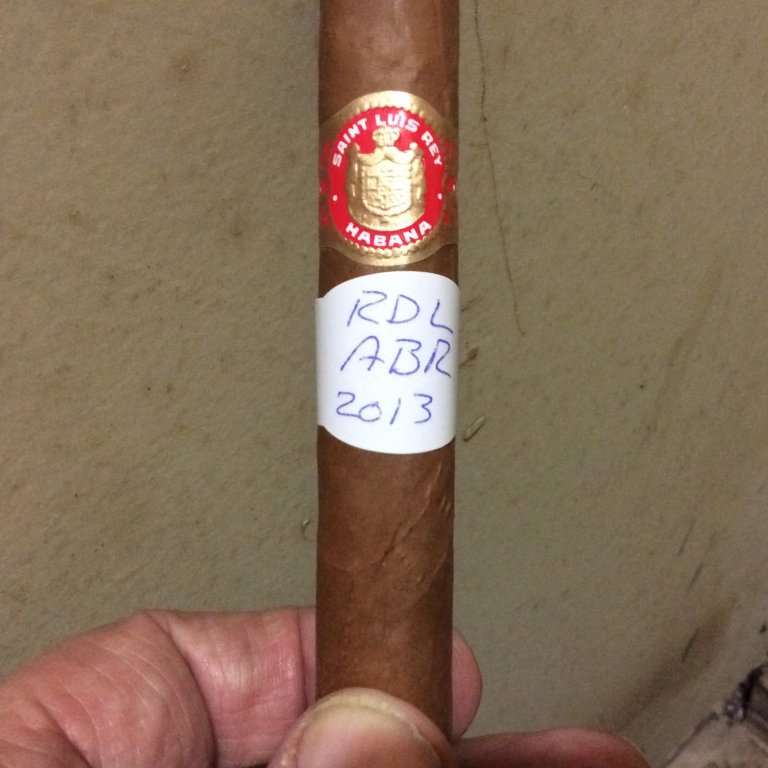 SAINT LUIS REY
HABANA
RDL
ABR
2013